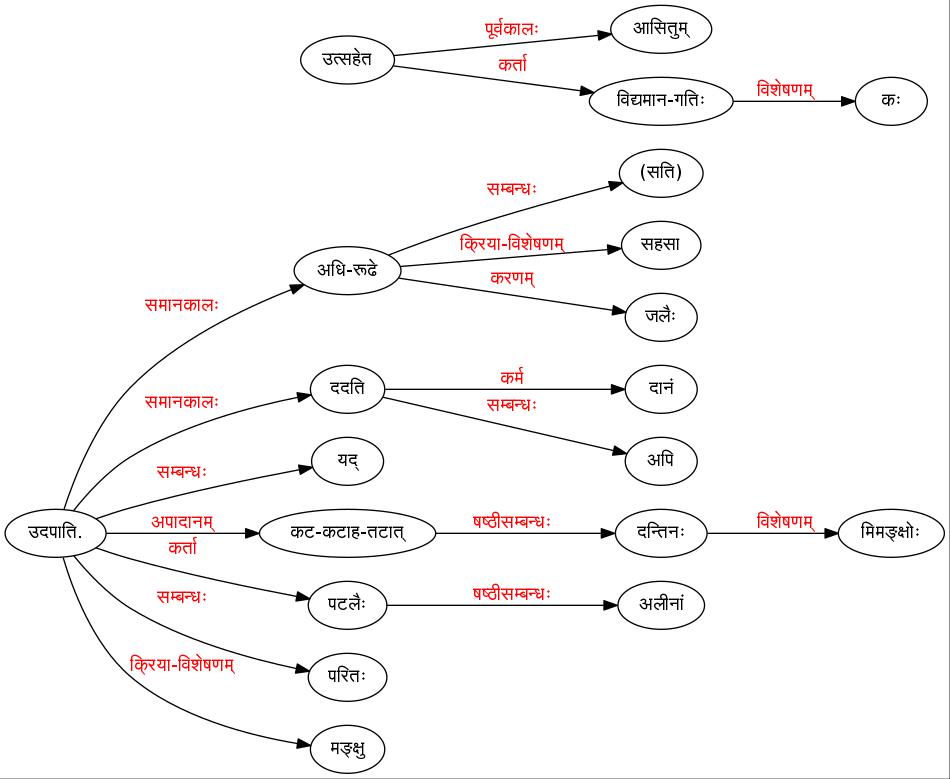 पूर्वकालः
आसितुम्
उत्सहेत
कर्ता
विद्यमान-गतिः
विशेषणम्
कः
(सति)
सम्बन्धः
क्रिया-विशेषणम्
सहसा
अधि-रूढे
करणम्
समानकालः
जलैः
ददति
कर्म
दानं
समानकालः
सम्बन्धः
सम्बन्धः
यद्
अपि
उदपाति.
अपादानम्
कट-कटाह-तटात्
षष्ठीसम्बन्धः
दन्तिनः
विशेषणम्
मिमङ्क्षोः
कर्ता
सम्बन्धः
पटलैः
षष्ठीसम्बन्धः
अलीनां
क्रिया-विशेषणम्
परितः
मङ्क्षु